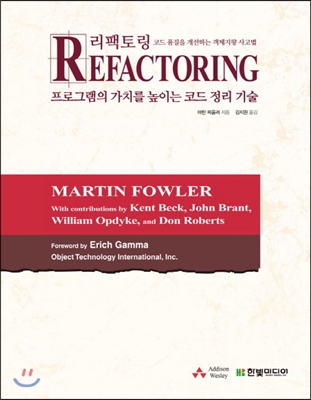 리팩토링 코드 품질을 개선하는 객체지향 사고법
REFACTORING
프로그램의 가치를 높이는 코드 정리 기술
마틴 파울러 지음 김지원 옮김
MARTIN FOWLER
With contributions by Kent Beck, John Brant,
William Opdyke, and Don Roberts
Foreword by Erich Gamma
Object Technology International, Inc.
Addison
Wesley
한빛미디어